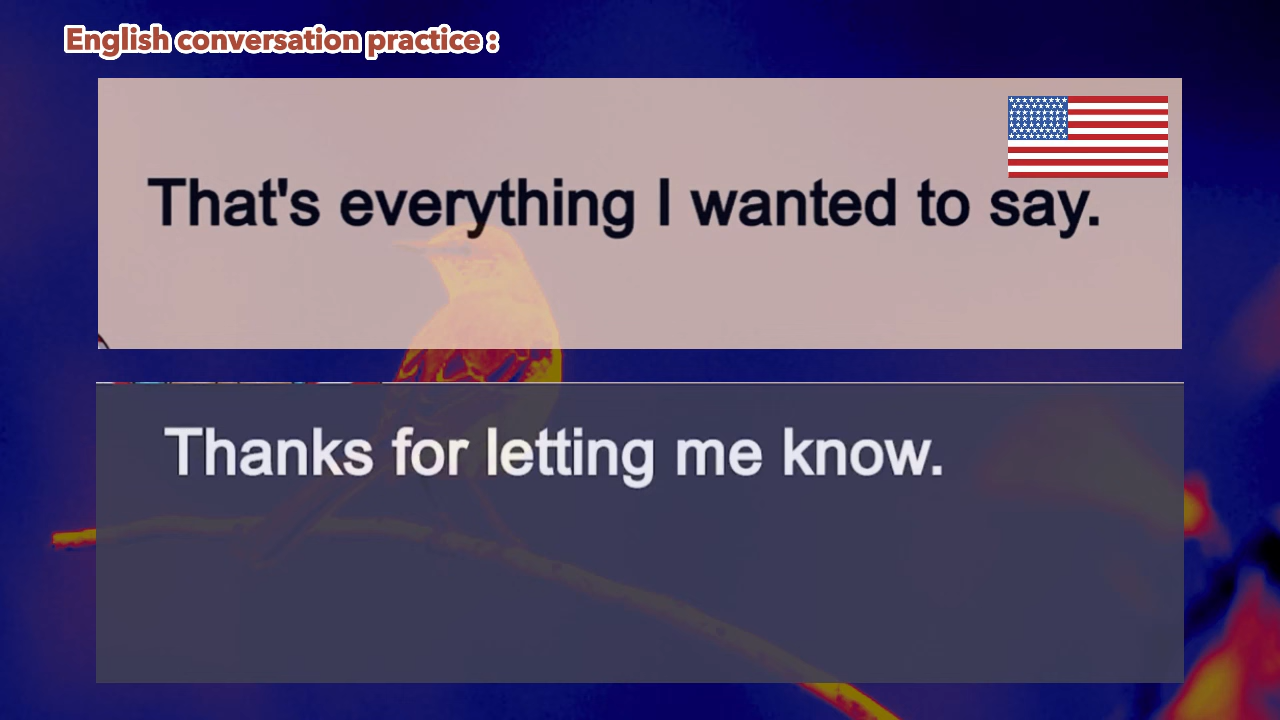 English conversation practice :
That's everything I wanted to say.
Thanks for letting me know.